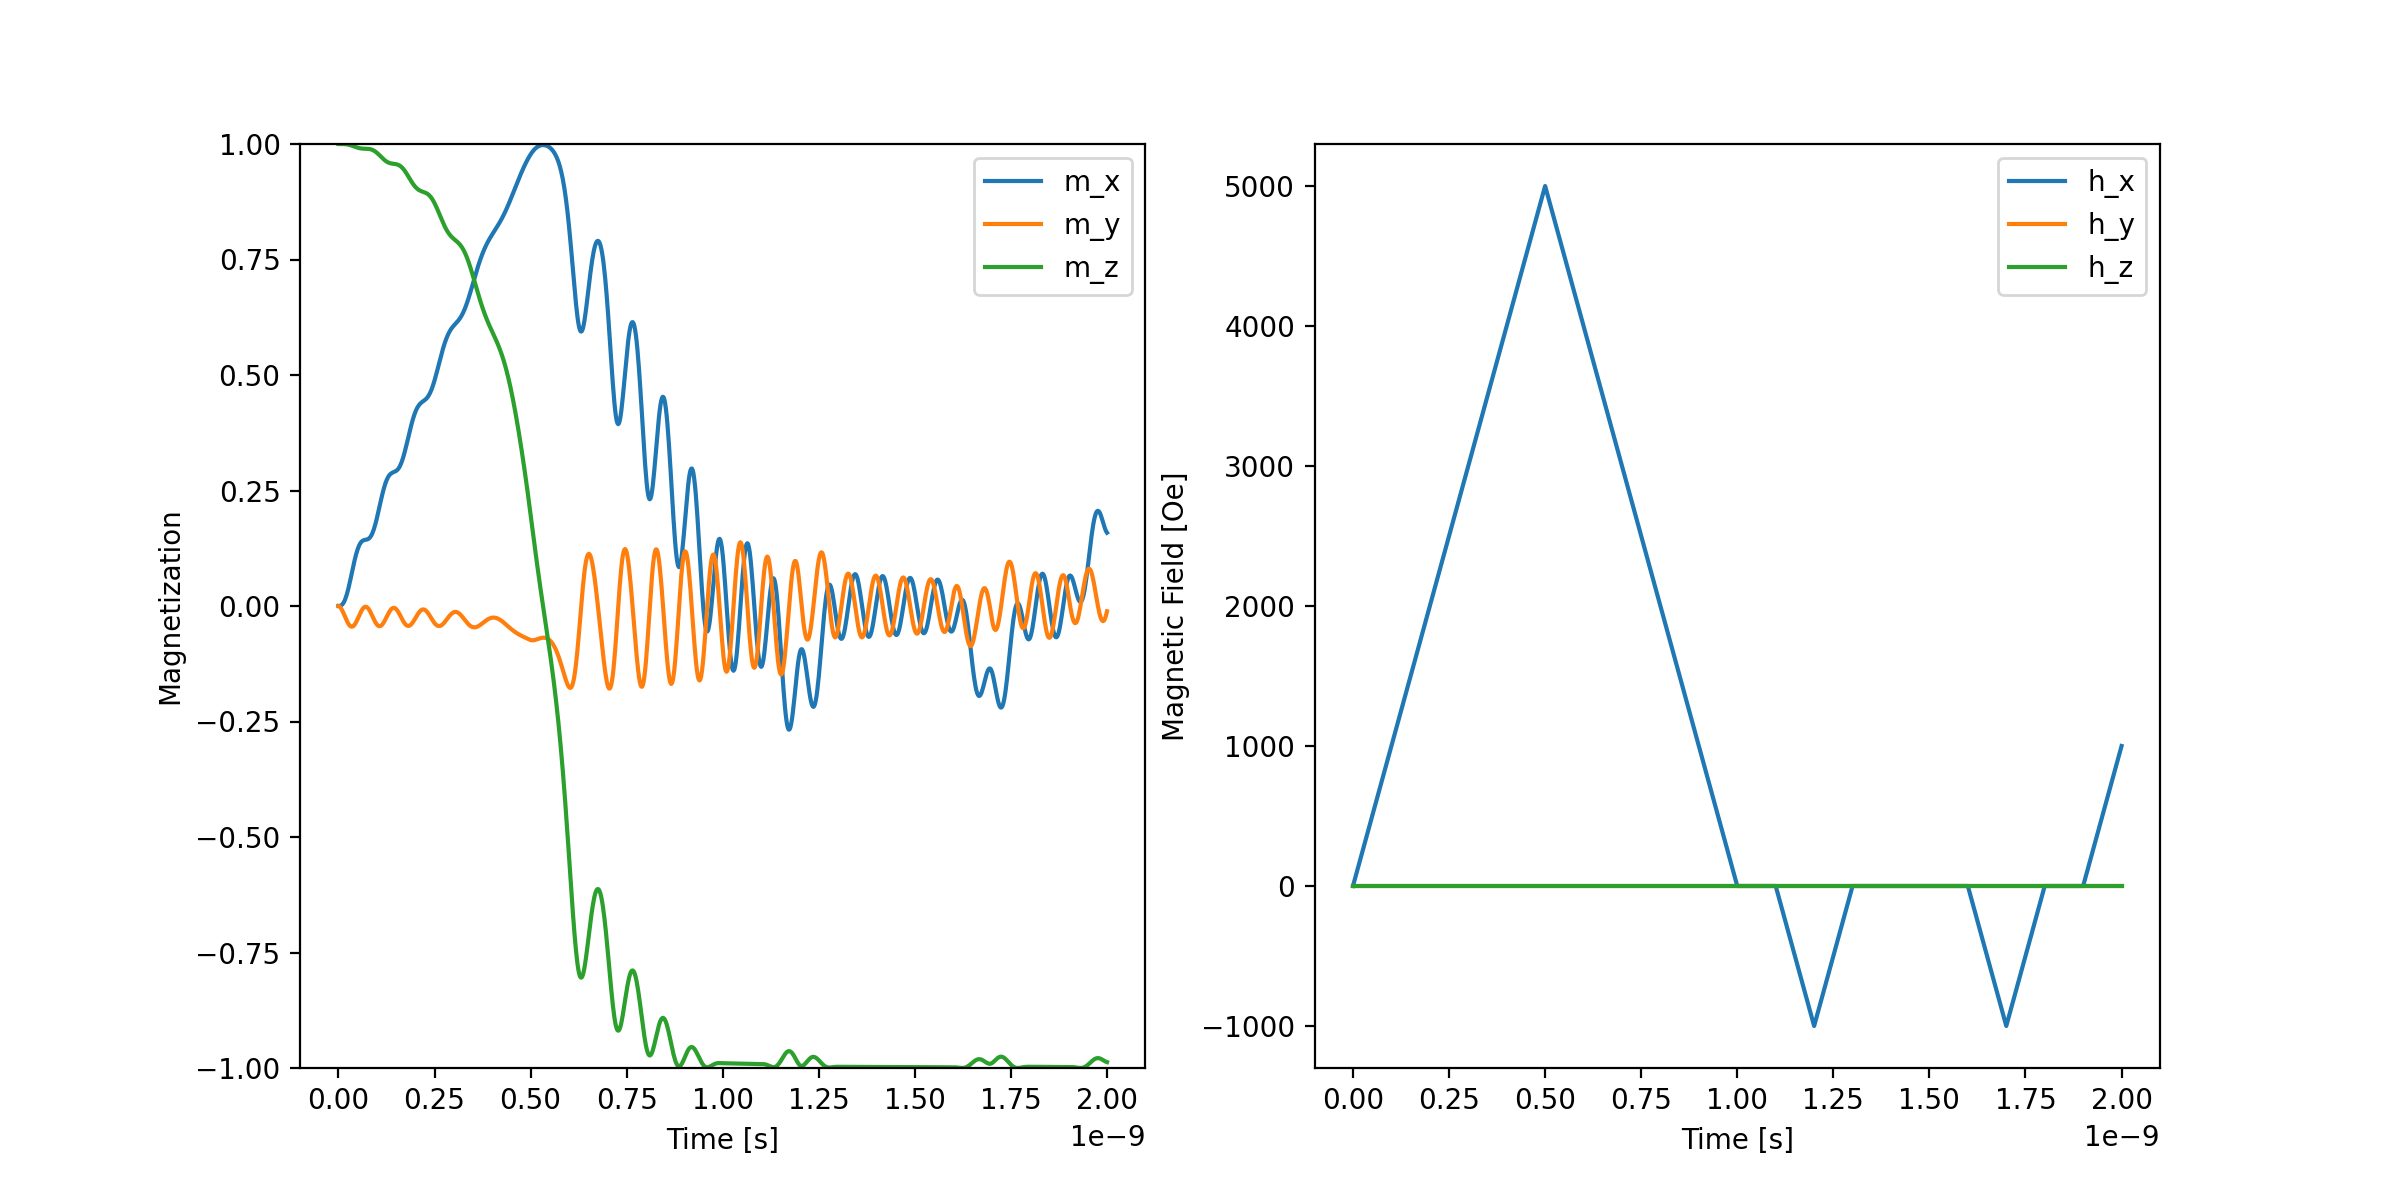 1.00
0.75
0.50
0.25
0.00
−0.25
−0.50
−0.75
−1.00
Magnetization
m_x
m_y
m_z
0.00 0.25 0.50 0.75 1.00 1.25 1.50 1.75 2.00
Time [s]
1e−9
5000
4000
3000
2000
1000
0
−1000
Magnetic Field [Oe]
h_x
h_y
h_z
0.00 0.25 0.50 0.75 1.00 1.25 1.50 1.75 2.00
Time [s]
1e−9